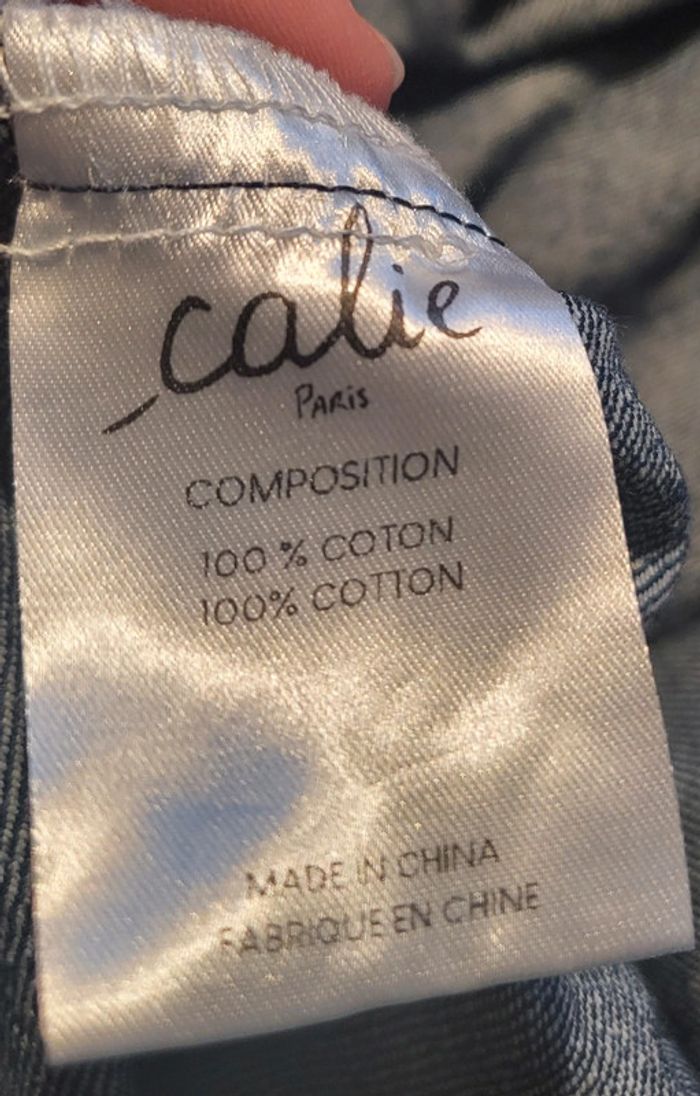 calie
PARiS
COMPOSITION
100 % COTON
100% COTTON
MADE IN CHINA
FABRIQUE EN CHINE